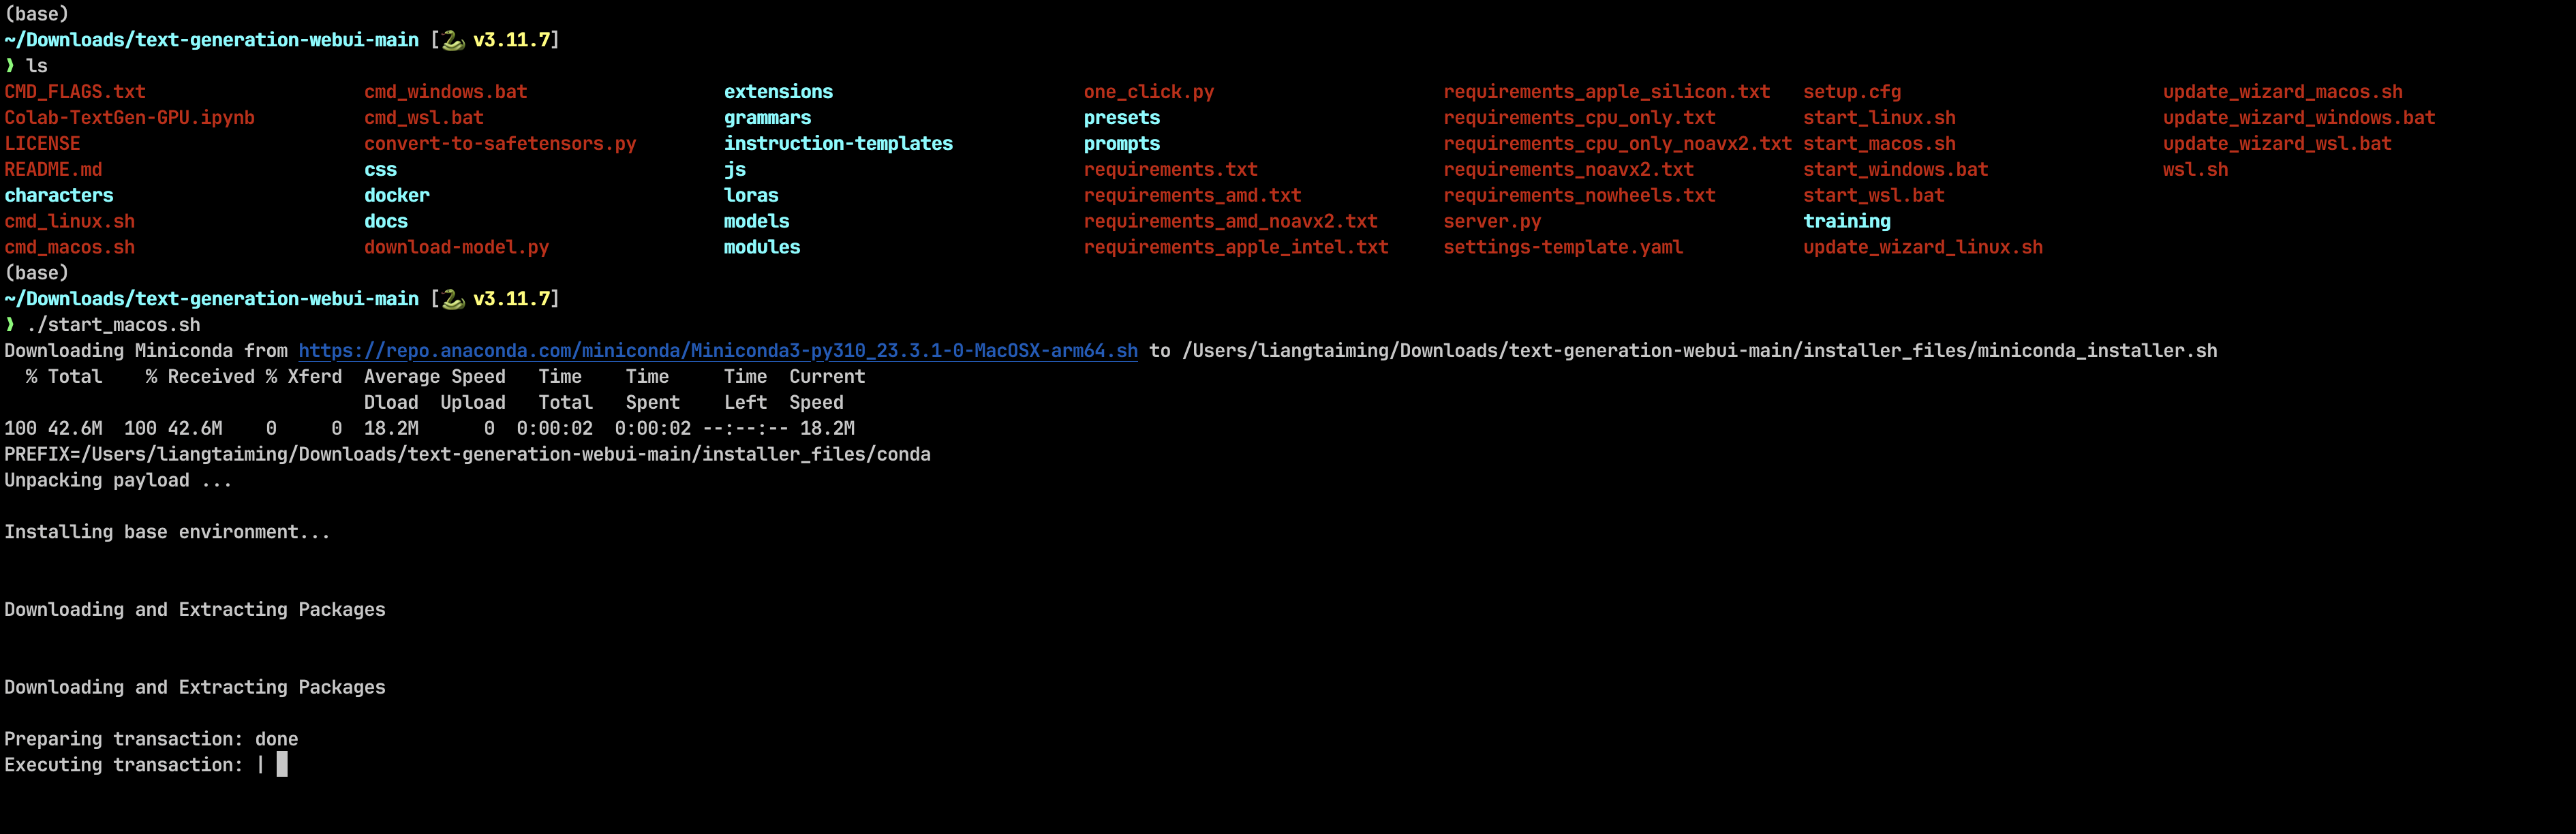 (base)
~/Downloads/text-generation-webui-main [🐍 v3.11.7]
❱ ls
CMD_FLAGS.txt cmd_windows.bat extensions one_click.py requirements_apple_silicon.txt setup.cfg update_wizard_macos.sh
Colab-TextGen-GPU.ipynb cmd_wsl.bat grammars presets requirements_cpu_only.txt start_linux.sh update_wizard_windows.bat
LICENSE convert-to-safetensors.py instruction-templates prompts requirements_cpu_only_noavx2.txt start_macos.sh update_wizard_wsl.bat
README.md css js requirements.txt requirements_noavx2.txt start_windows.bat wsl.sh
characters docker loras requirements_amd.txt requirements_nowheels.txt start_wsl.bat
cmd_linux.sh docs models requirements_amd_noavx2.txt server.py training
cmd_macos.sh download-model.py modules requirements_apple_intel.txt settings-template.yaml update_wizard_linux.sh
(base)
~/Downloads/text-generation-webui-main [🐍 v3.11.7]
❱ ./start_macos.sh
Downloading Miniconda from https://repo.anaconda.com/miniconda/Miniconda3-py310_23.3.1-0-MacOSX-arm64.sh to /Users/liangtaiming/Downloads/text-generation-webui-main/installer_files/miniconda_installer.sh
% Total % Received % Xferd Average Speed Time Time Time Current
Dload Upload Total Spent Left Speed
100 42.6M 100 42.6M 0 0 18.2M 0 0:00:02 0:00:02 --:--:-- 18.2M
PREFIX=/Users/liangtaiming/Downloads/text-generation-webui-main/installer_files/conda
Unpacking payload ...
Installing base environment...
Downloading and Extracting Packages
Downloading and Extracting Packages
Preparing transaction: done
Executing transaction: |